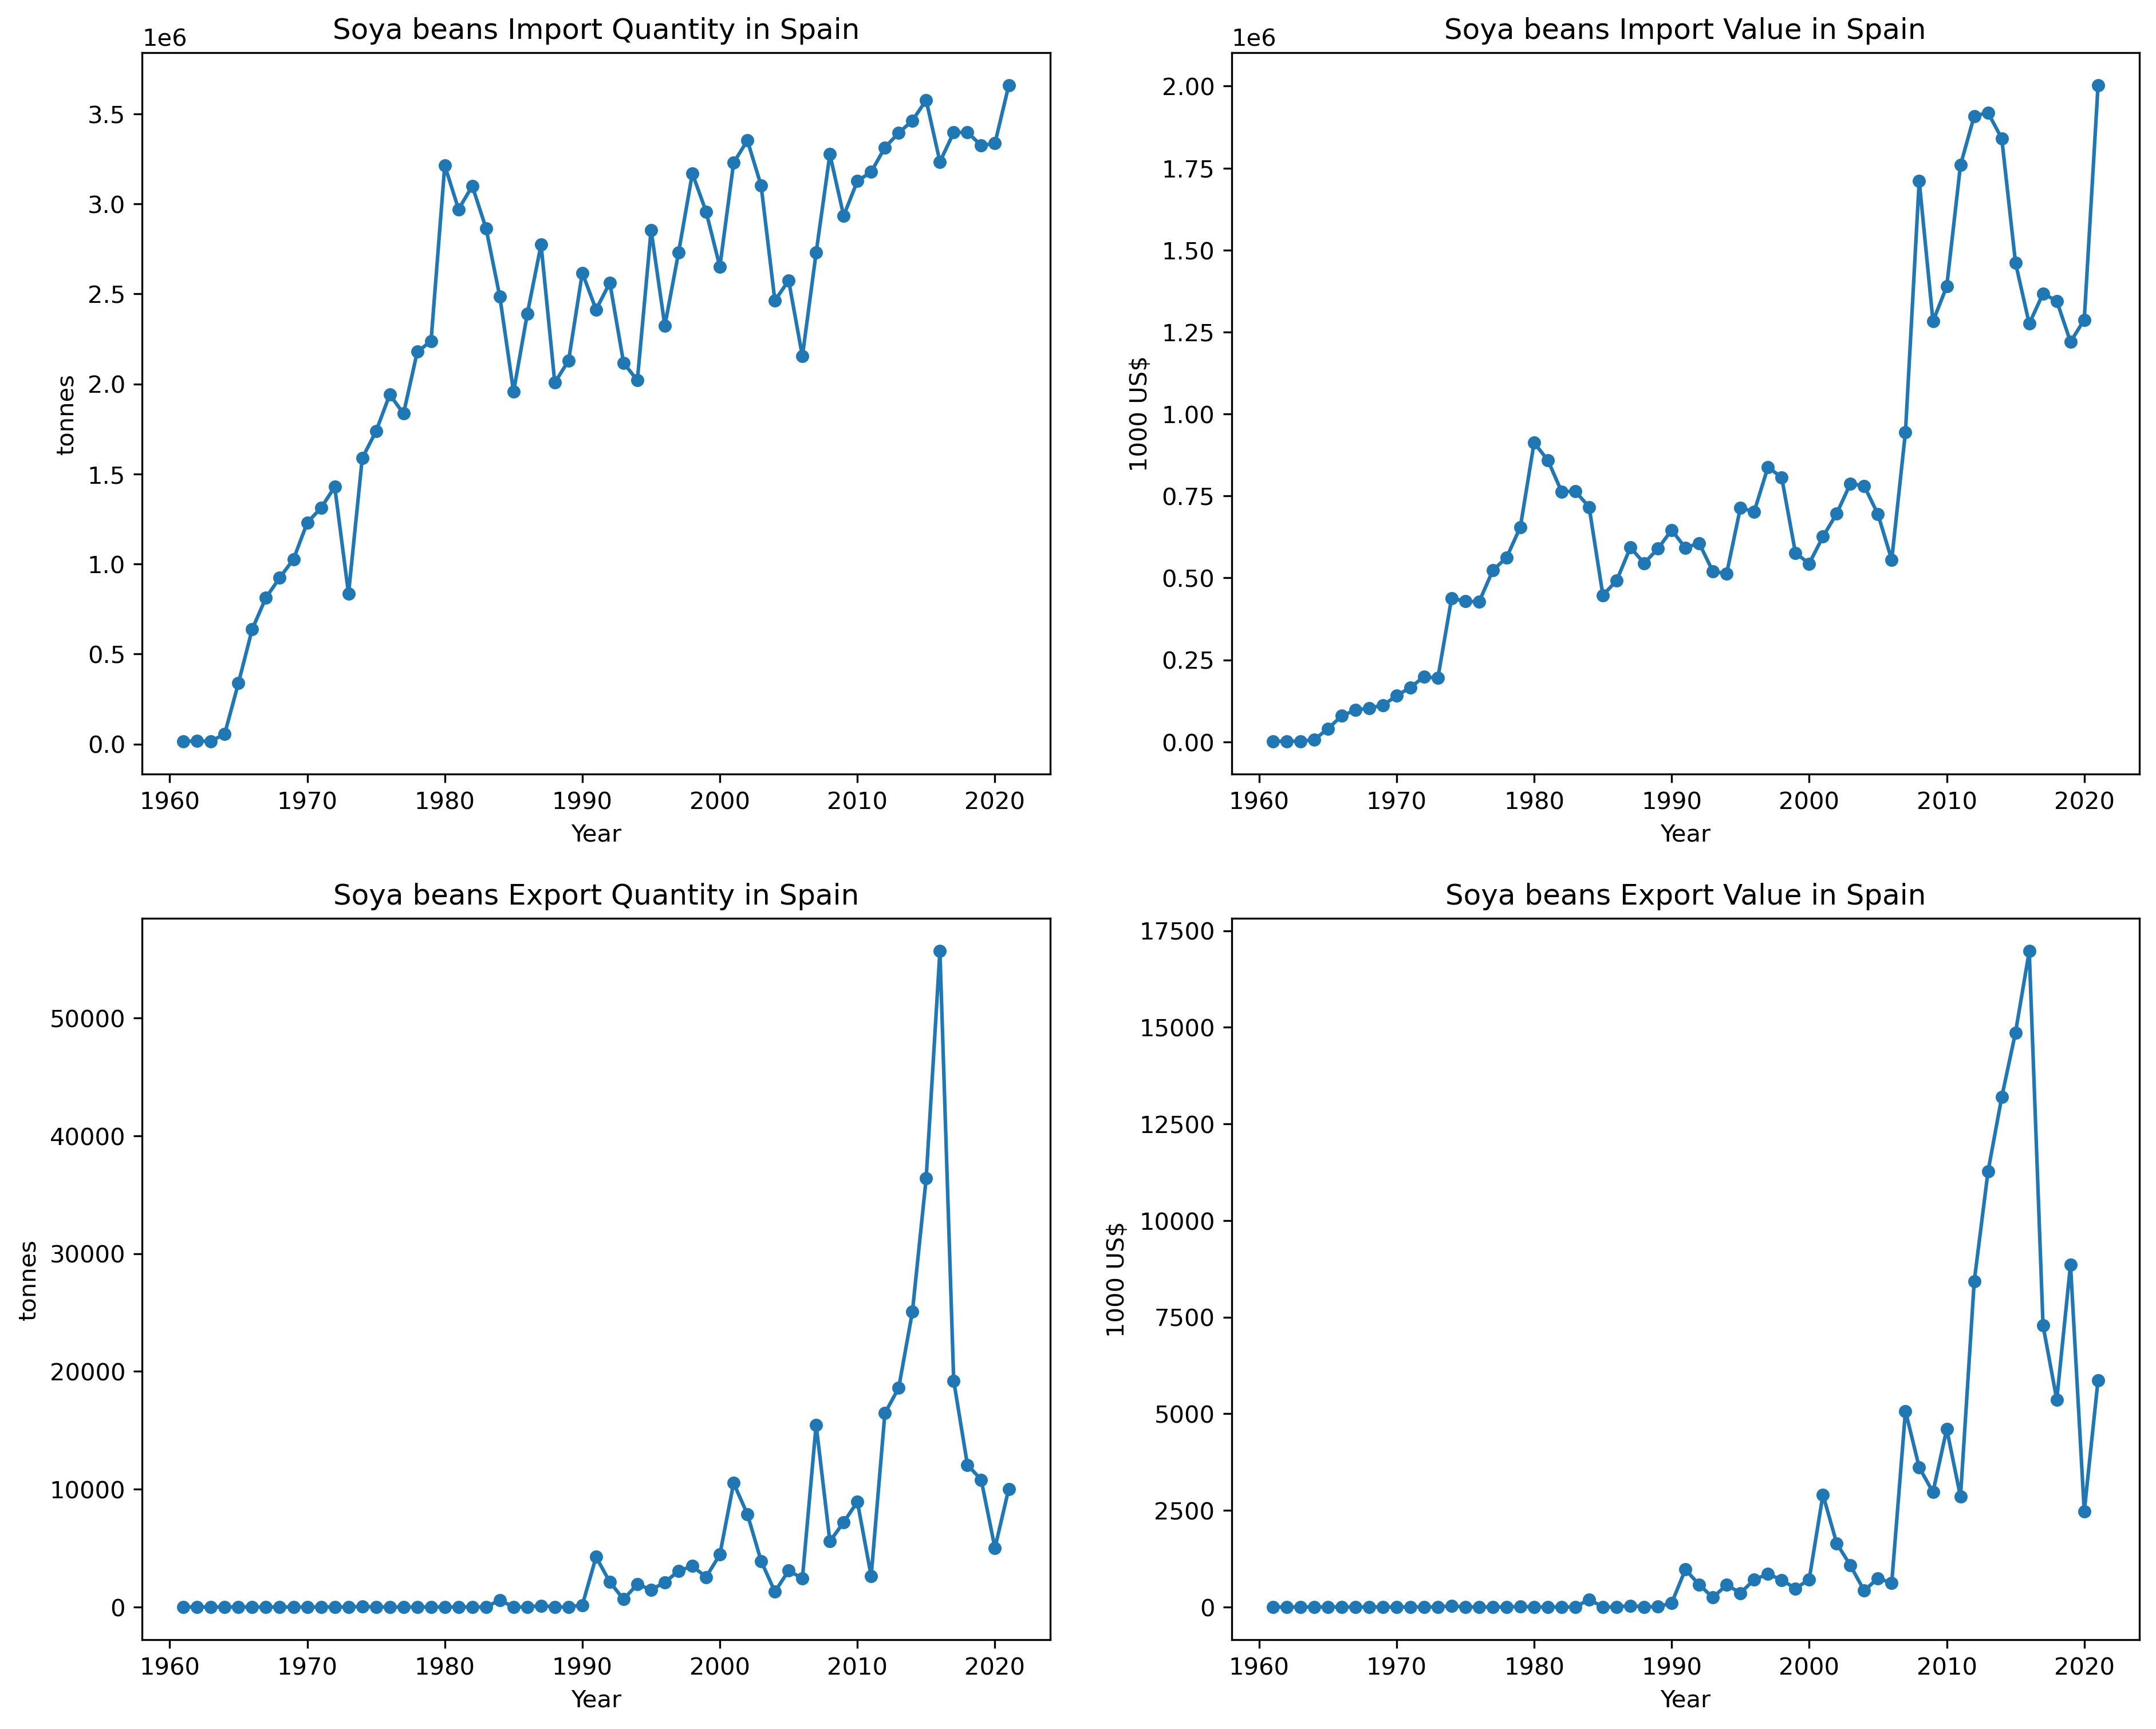 Soya beans Import Quantity in Spain
1e6
3.5
3.0
2.5
2.0
1.5
1.0
0.5
0.0
tonnes
1960 1970 1980 1990 2000 2010 2020
Year
Soya beans Import Value in Spain
1e6
2.00
1.75
1.50
1.25
1.00
0.75
0.50
0.25
0.00
1000 US$
1960 1970 1980 1990 2000 2010 2020
Year
Soya beans Export Quantity in Spain
50000
40000
30000
20000
10000
0
tonnes
1960 1970 1980 1990 2000 2010 2020
Year
Soya beans Export Value in Spain
17500
15000
12500
10000
7500
5000
2500
0
1000 US$
1960 1970 1980 1990 2000 2010 2020
Year